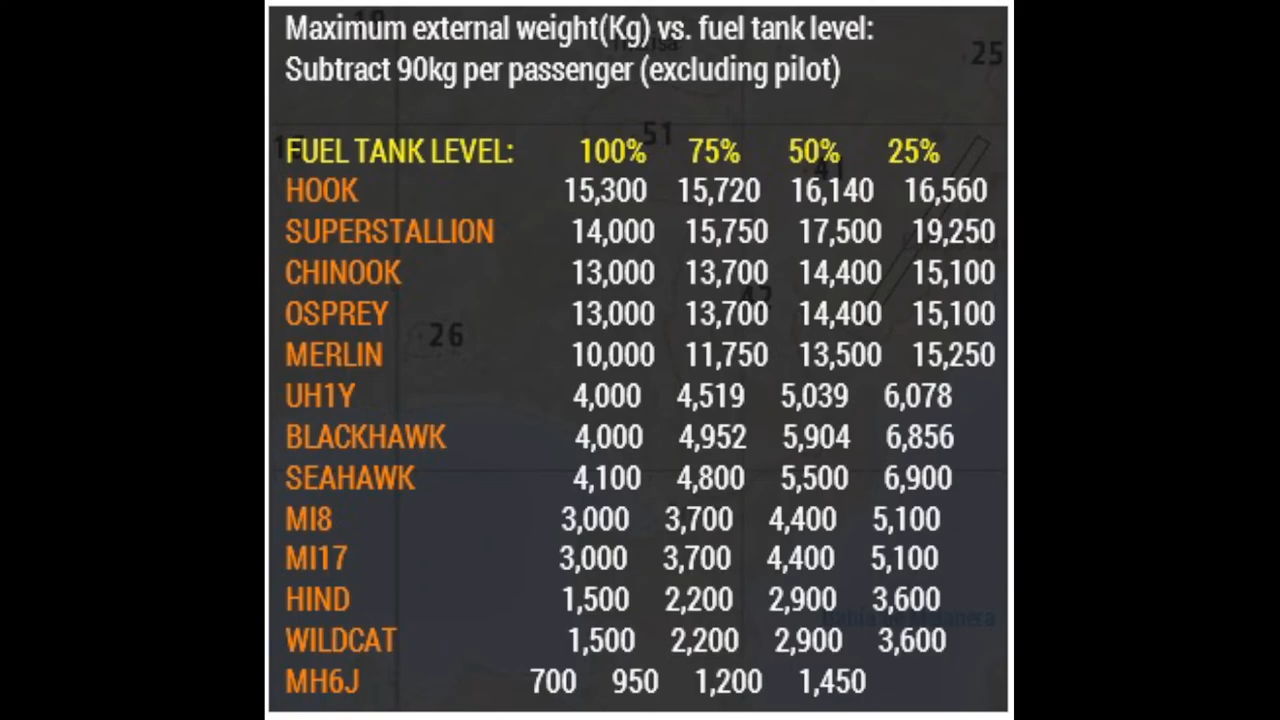 Maximum external weight(Kg) vs. fuel tank level:
Subtract 90kg per passenger (excluding pilot)
25
51
FUEL TANK LEVEL: 100% 75% 50% 25%
HOOK 15,300 15,720 16,140 16,560
SUPERSTALLION 14,000 15,750 17,500 19,250
CHINOOK 13,000 13,700 14,400 15,100
OSPREY 13,000 13,700 14,400 15,100
26
MERLIN 10,000 11,750 13,500 15,250
UH1Y 4,000 4,519 5,039 6,078
BLACKHAWK 4,000 4,952 5,904 6,856
SEAHAWK 4,100 4,800 5,500 6,900
MI8 3,000 3,700 4,400 5,100
MI17 3,000 3,700 4,400 5,100
HIND 1,500 2,200 2,900 3,600
WILDCAT 1,500 2,200 2,900 3,600
MH6J 700 950 1,200 1,450